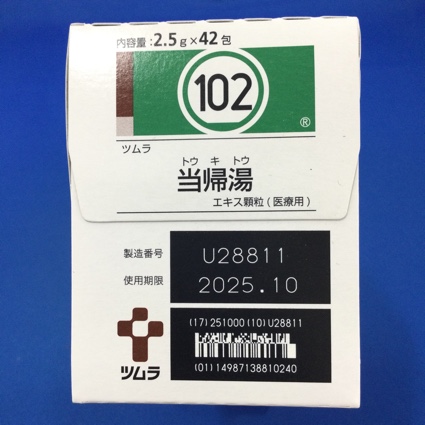 内容量:2.5g×42包
102
®
ツムラ
トウ キ トウ
当帰湯
エキス顆粒(医療用)
製造番号 U28811
使用期限 2025.10
(17)251000(10)U28811
(01)14987138810240
ツムラ